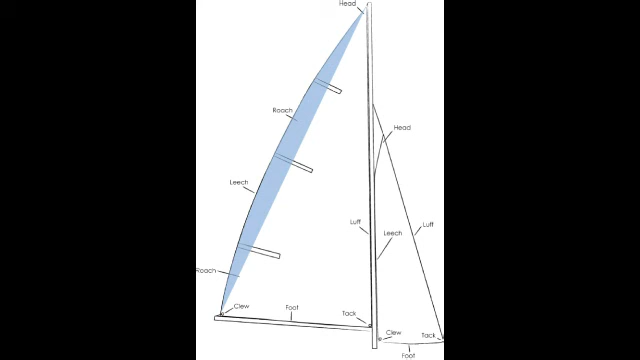 Head
Roach
Head
Leech
Luff
Luff
Leech
Roach
Clew
Foot
Tack
Clew
Tack
Foot